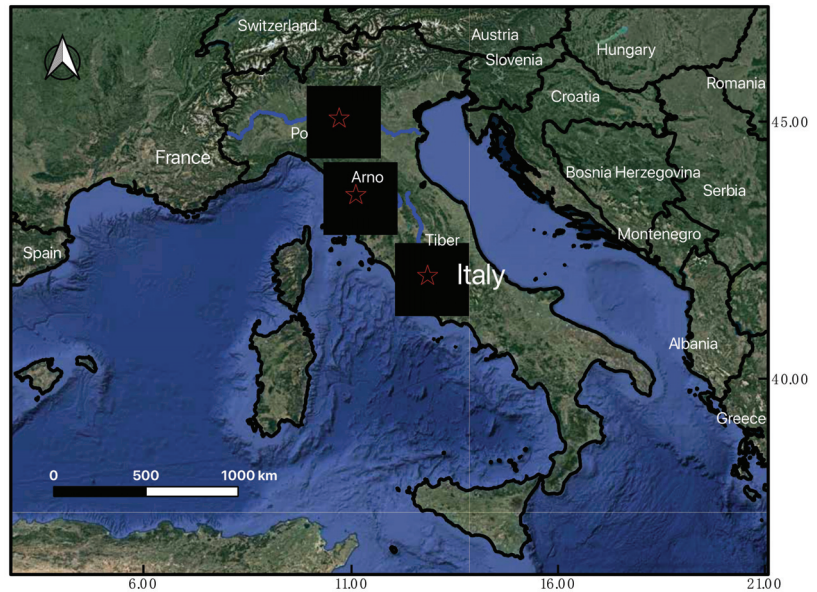 Switzerland
Austria
Hungary
Slovenia
Romania
Croatia
45.00
Po
France
Arno
Bosnia Herzegovina
Serbia
Montenegro
Tiber
Spain
Italy
Albania
40.00
Greece
0 500 1000 km
6.00 11.00 16.00 21.00